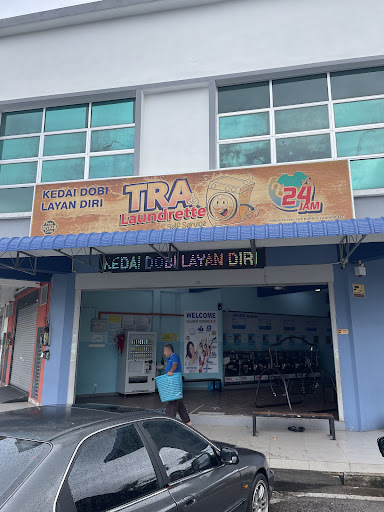 KEDAI DOBI
LAYAN DIRI
TRA
Laundrette
Self Service
24
JAM
KEDAI DOBI LAYAN DIRI
WELCOME